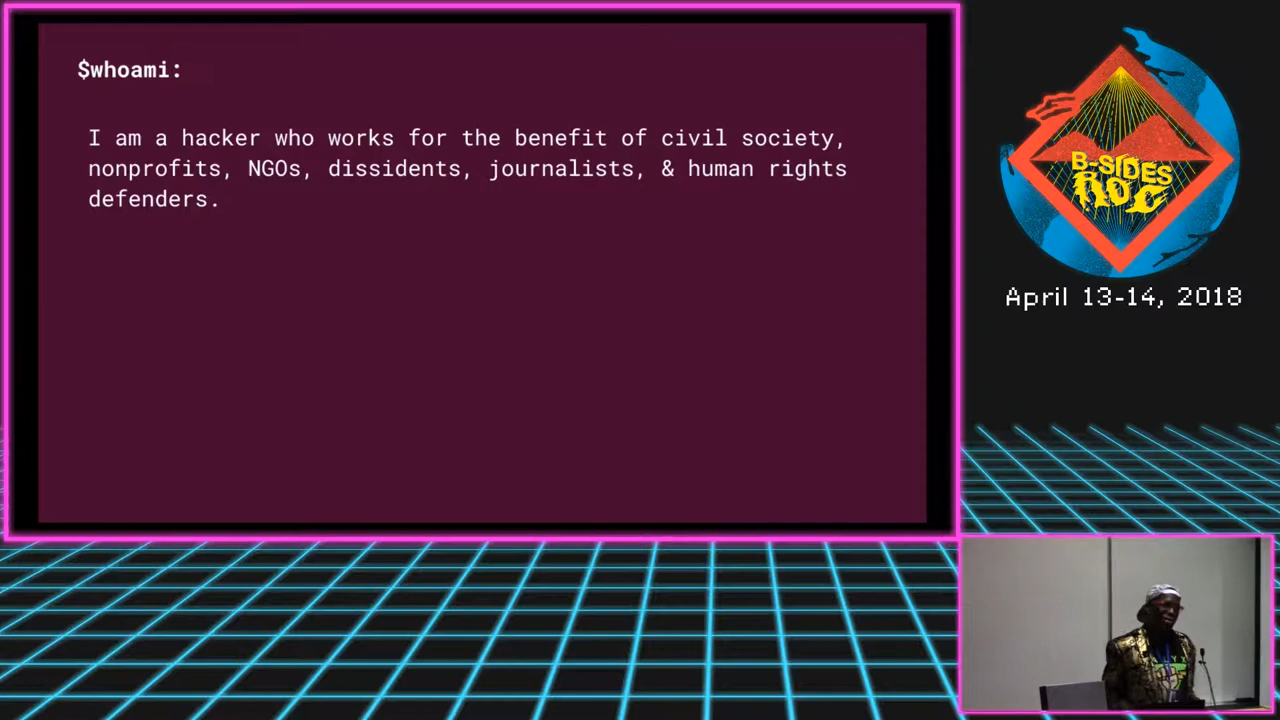 $whoami:
I am a hacker who works for the benefit of civil society,
nonprofits, NGOs, dissidents, journalists, & human rights
defenders.
B-SIDES
ROC
April 13-14, 2018